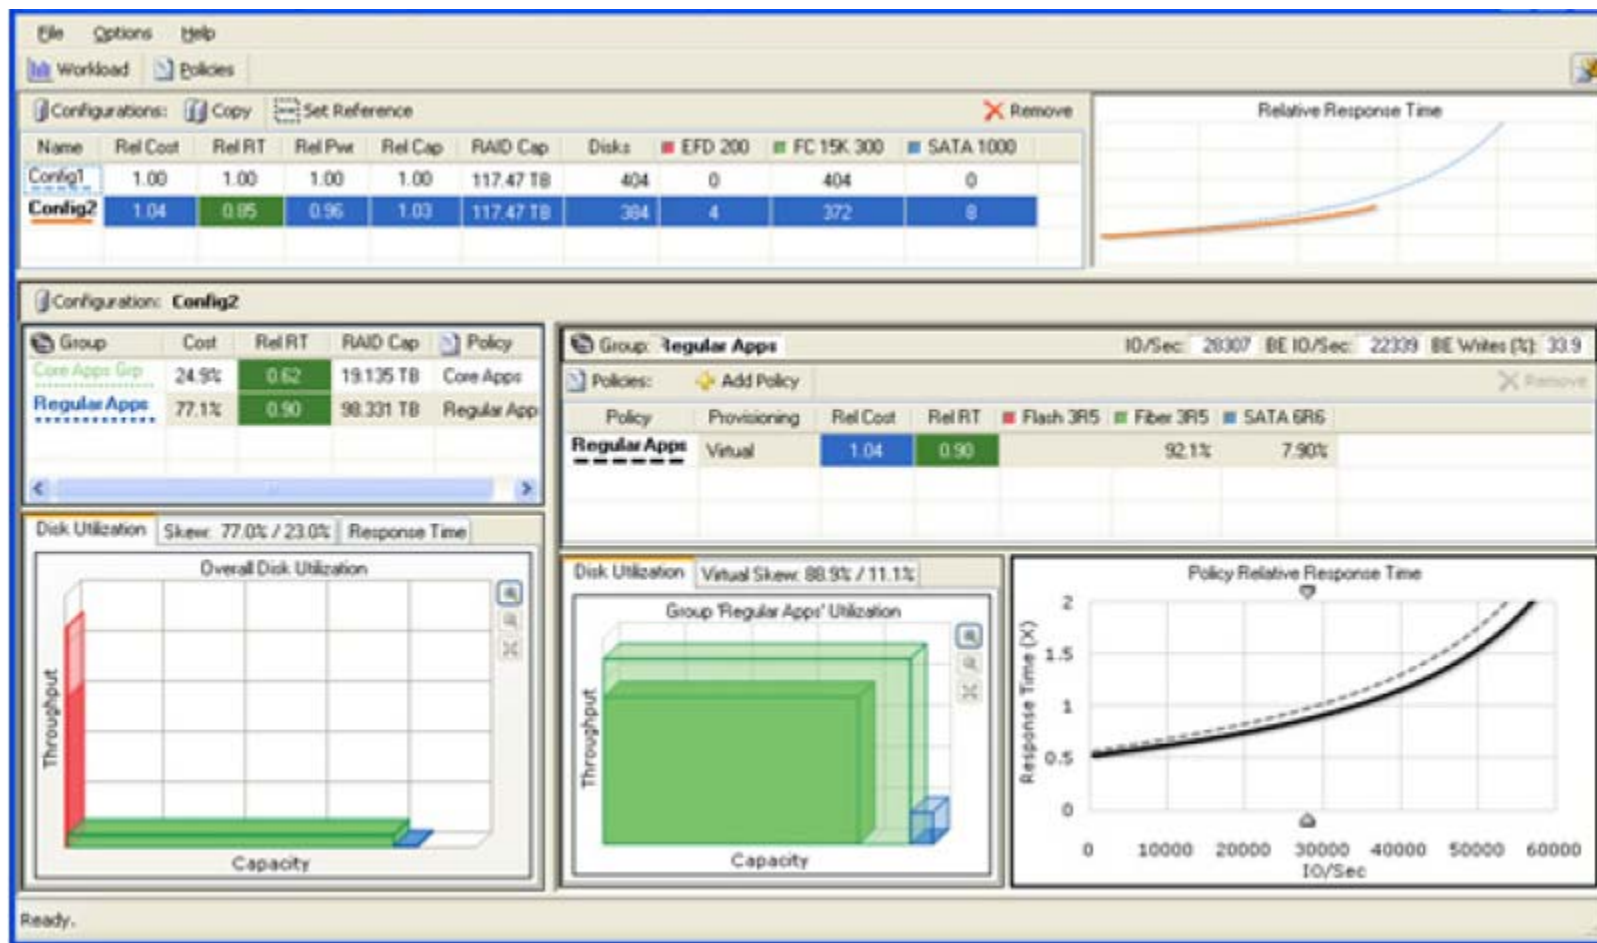 File Options Help
Workload Policies
Configurations: Copy Set Reference Remove
Name Rel Cost Rel RT Rel Pwr Rel Cap RAID Cap Disks EFD 200 FC 15K 300 SATA 1000
Config1 1.00 1.00 1.00 1.00 117.47 TB 404 0 404 0
Config2 1.04 0.85 0.96 1.03 117.47 TB 384 4 372 8
Relative Response Time
Configuration: Config2
Group Cost Rel RT RAID Cap Policy
Core Apps Grp 24.9% 0.62 19.135 TB Core Apps
Regular Apps 77.1% 0.90 98.331 TB Regular App
Group: Regular Apps IO/Sec: 28307 BE IO/Sec: 22339 BE Writes (%): 33.9
Policies: Add Policy Remove
Policy Provisioning Rel Cost Rel RT Flash 3R5 Fiber 3R5 SATA 6R6
Regular Apps Virtual 1.04 0.90 92.1% 7.90%
Disk Utilization Skew: 77.0% / 23.0% Response Time
Overall Disk Utilization
Throughput
Capacity
Disk Utilization Virtual Skew: 88.9% / 11.1%
Group 'Regular Apps' Utilization
Throughput
Capacity
Policy Relative Response Time
Response Time (X)
2
1.5
1
0.5
0
0 10000 20000 30000 40000 50000 60000
IO/Sec
Ready.